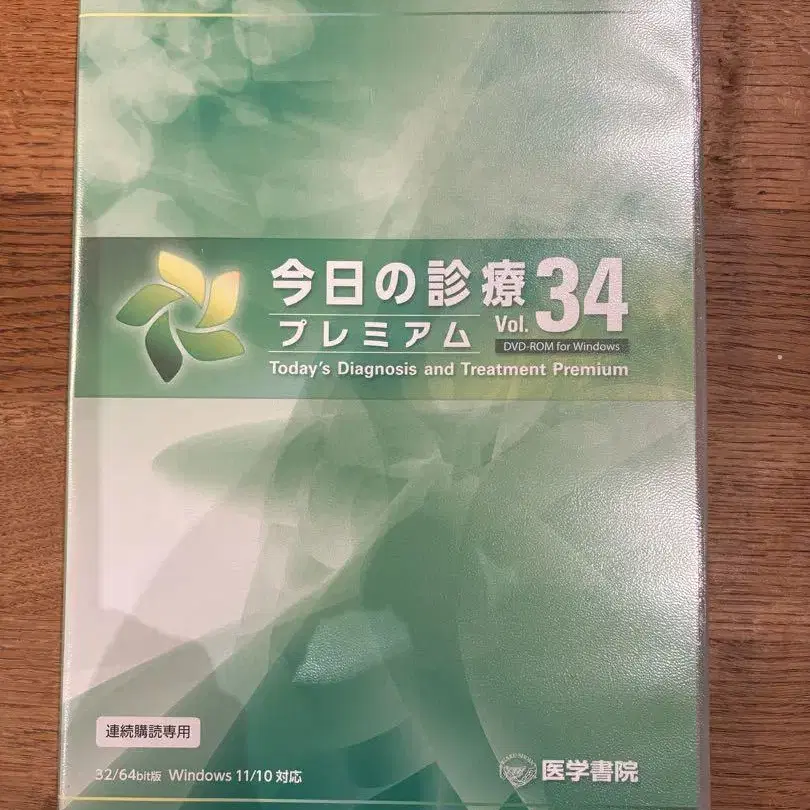 今日の診療
プレミアム
Vol.34
DVD-ROM for Windows
Today's Diagnosis and Treatment Premium
連続購読専用
32/64bit版 Windows 11/10 対応
医学書院